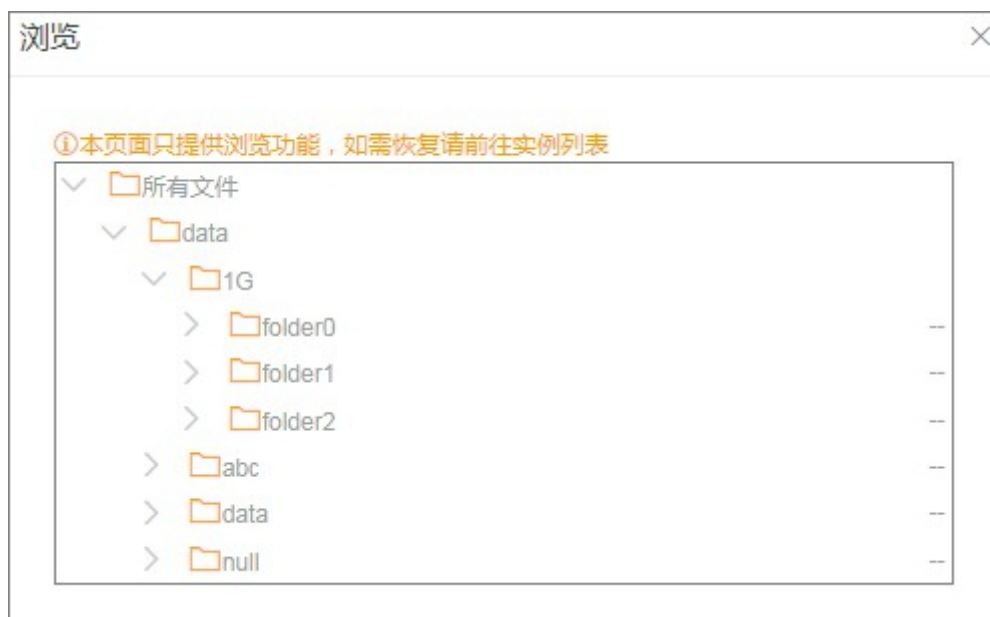 浏览
本页面只提供浏览功能，如需恢复请前往实例列表
所有文件
data
1G
folder0 --
folder1 --
folder2 --
abc --
data --
null --